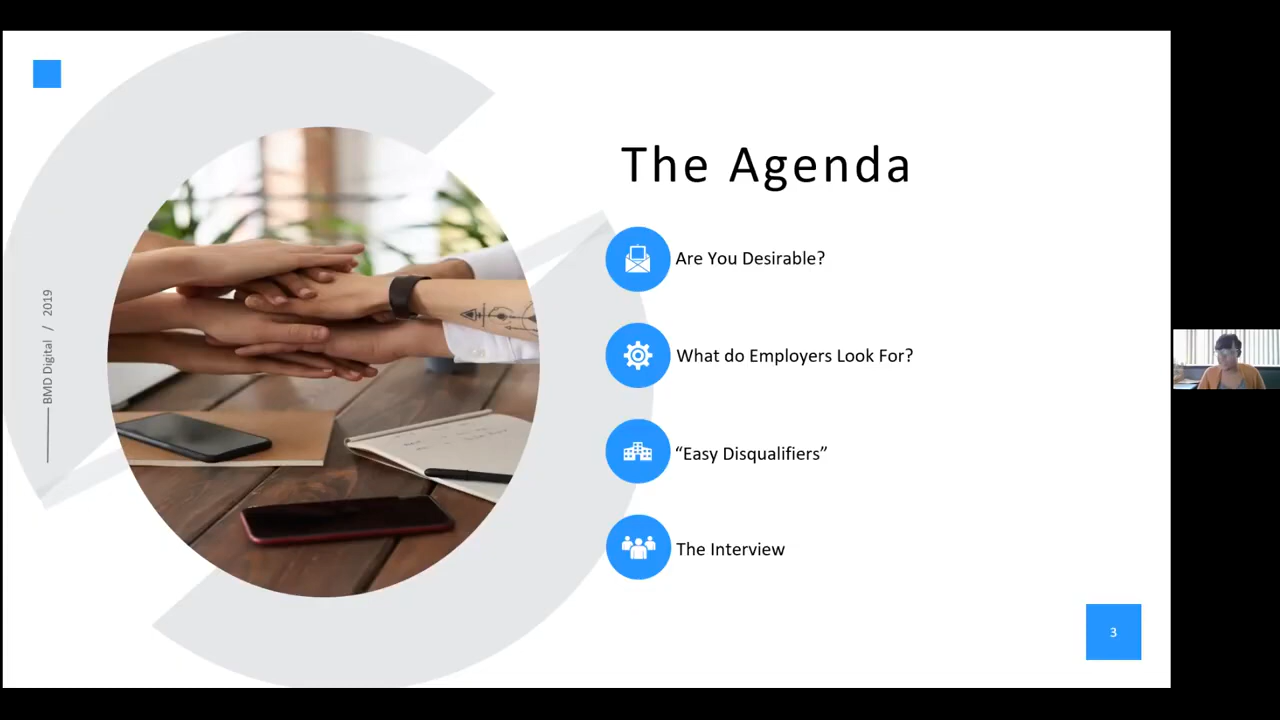 The Agenda
Are You Desirable?
What do Employers Look For?
“Easy Disqualifiers”
The Interview
BMD Digital / 2019
3